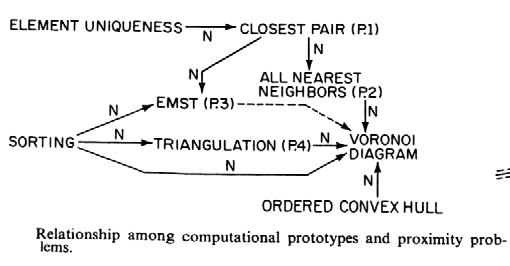 ELEMENT UNIQUENESS N CLOSEST PAIR (P.1)
N N
ALL NEAREST
NEIGHBORS (P.2)
N EMST (P.3) N
SORTING N TRIANGULATION (P.4) N VORONOI
DIAGRAM
N
N
ORDERED CONVEX HULL
Relationship among computational prototypes and proximity prob-
lems.